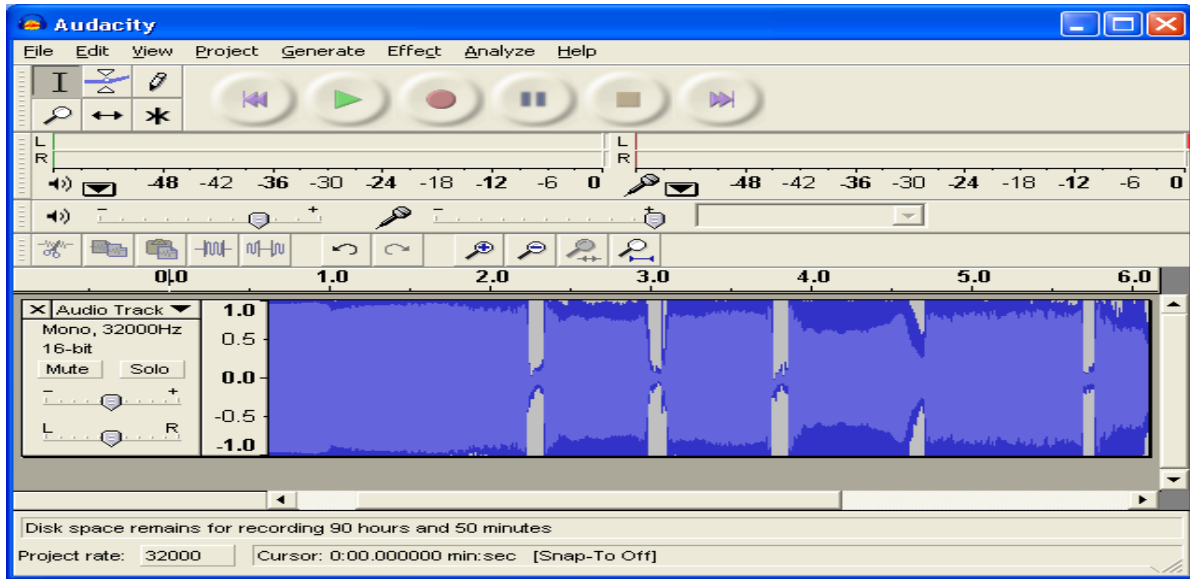 Audacity
File Edit View Project Generate Effect Analyze Help
L
R
L
R
-48 -42 -36 -30 -24 -18 -12 -6 0
-48 -42 -36 -30 -24 -18 -12 -6 0
- +
- +
0.0 1.0 2.0 3.0 4.0 5.0 6.0
X Audio Track
Mono, 32000Hz
16-bit
Mute Solo
- +
L R
1.0
0.5
0.0
-0.5
-1.0
Disk space remains for recording 90 hours and 50 minutes
Project rate: 32000 Cursor: 0:00.000000 min:sec [Snap-To Off]